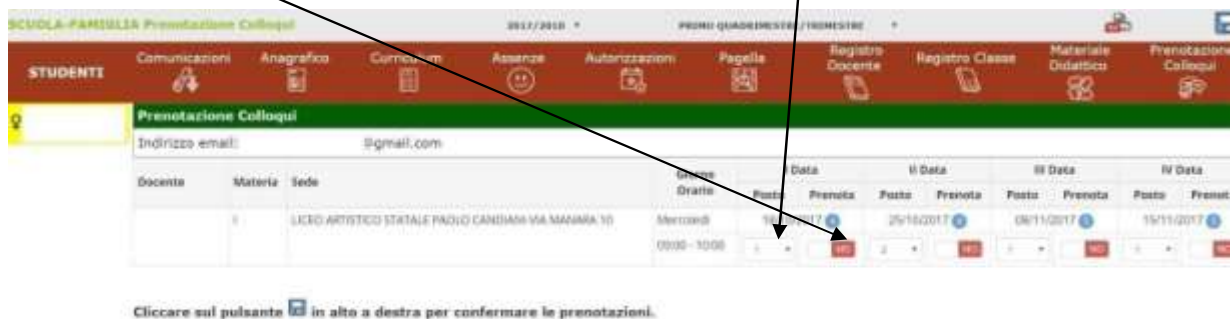 SCUOLA-FAMIGLIA Prenotazione Colloqui 2017/2018 PRIMO QUADRIMESTRE/TRIMESTRE
STUDENTI Comunicazioni Anagrafico Curriculum Assenze Autorizzazioni Pagella Registro Docente Registro Classe Materiale Didattico Prenotazione Colloqui
Prenotazione Colloqui
Indirizzo email: @gmail.com
Docente Materia Sede Giorno Orario I Data II Data III Data IV Data
Posto Prenota Posto Prenota Posto Prenota Posto Prenota
LICEO ARTISTICO STATALE PAOLO CANDIANI VIA MANARA 10 Mercoledì 25/10/2017 08/11/2017 15/11/2017
09:00 - 10:00 1 NO 2 NO 1 NO 1 NO
Cliccare sul pulsante in alto a destra per confermare le prenotazioni.